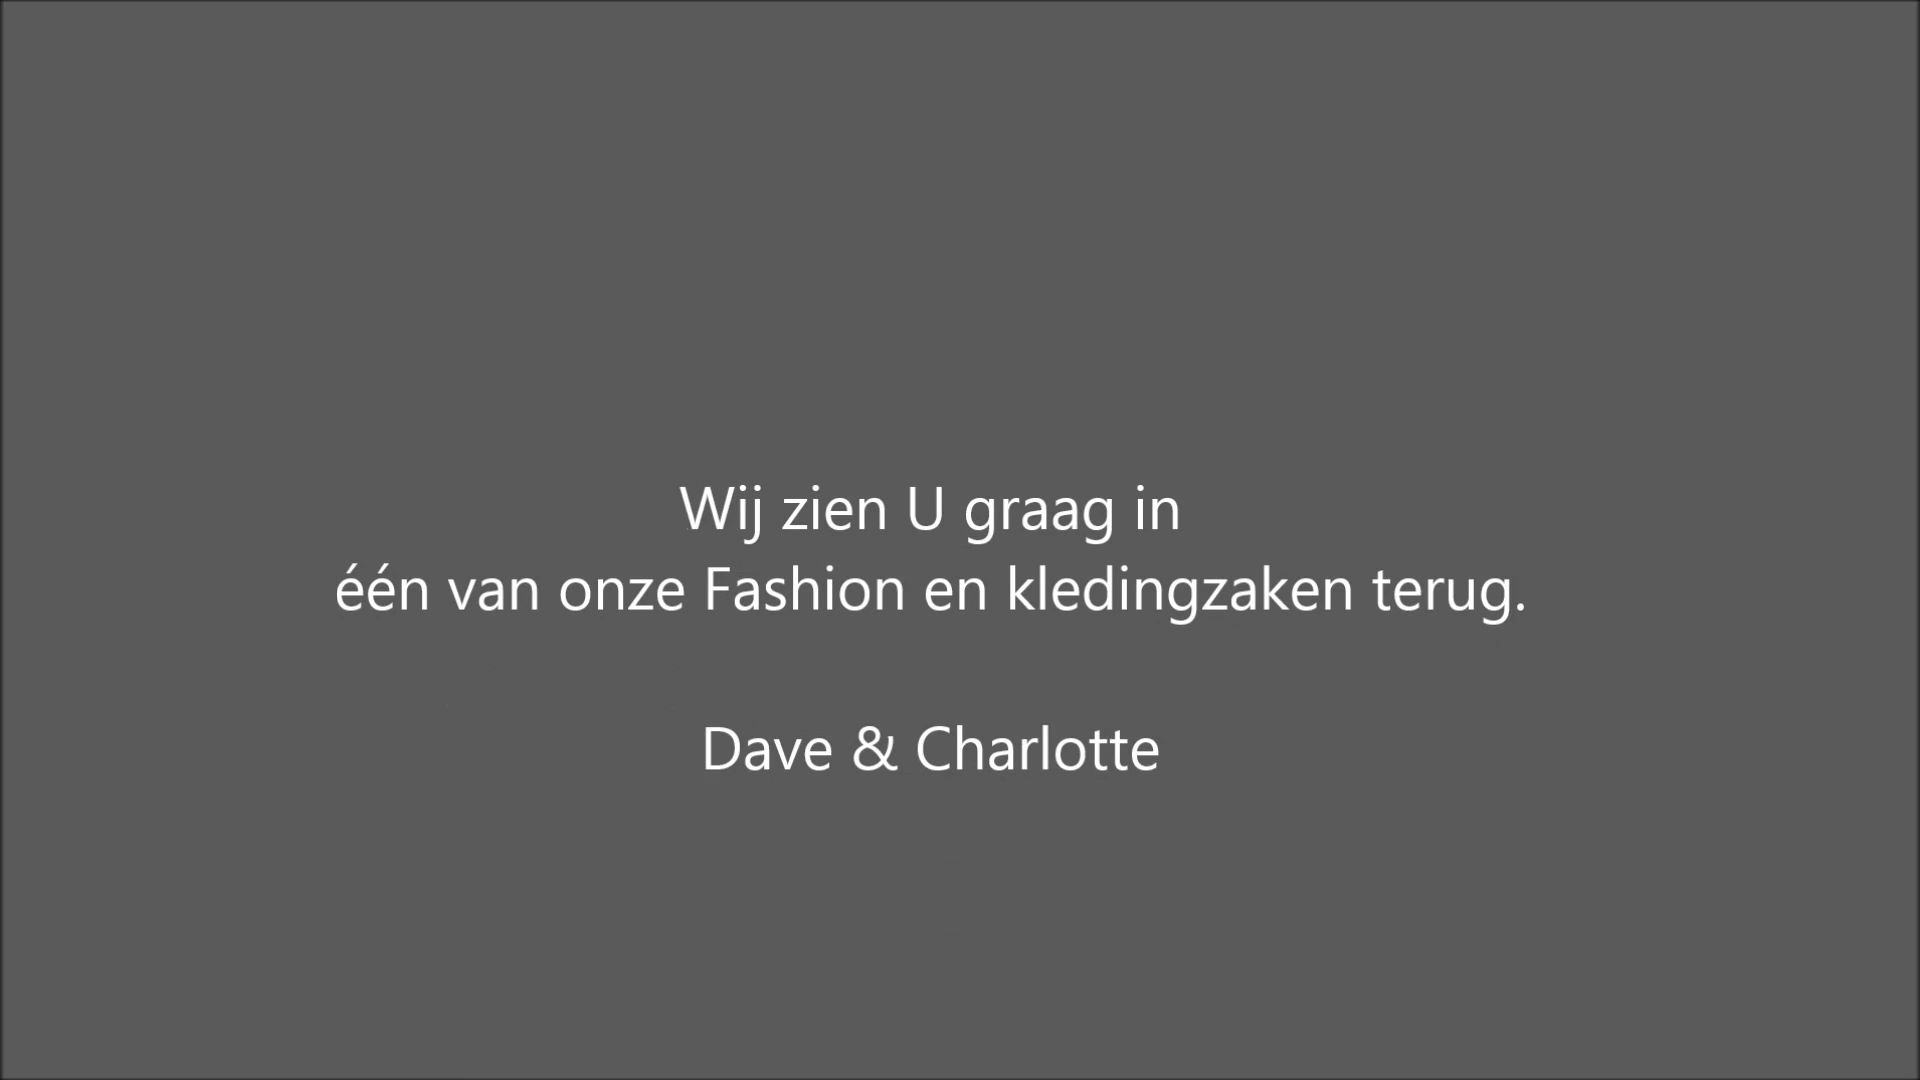 Wij zien U graag in
één van onze Fashion en kledingzaken terug.
Dave & Charlotte